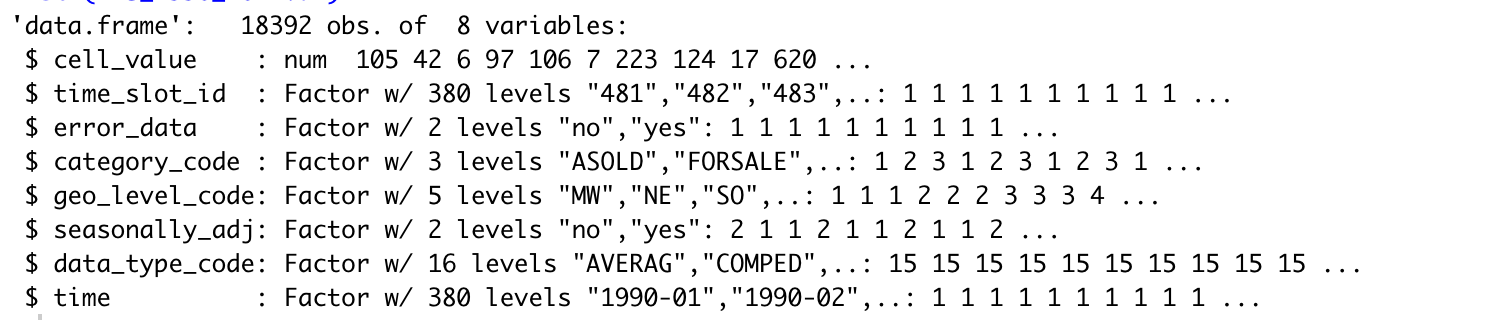 'data.frame':   18392 obs. of  8 variables:
 $ cell_value    : num  105 42 6 97 106 7 223 124 17 620 ...
 $ time_slot_id  : Factor w/ 380 levels "481","482","483",..: 1 1 1 1 1 1 1 1 1 1 ...
 $ error_data    : Factor w/ 2 levels "no","yes": 1 1 1 1 1 1 1 1 1 1 ...
 $ category_code : Factor w/ 3 levels "ASOLD","FORSALE",..: 1 2 3 1 2 3 1 2 3 1 ...
 $ geo_level_code: Factor w/ 5 levels "MW","NE","SO",..: 1 1 1 2 2 2 3 3 3 4 ...
 $ seasonally_adj: Factor w/ 2 levels "no","yes": 2 1 1 2 1 1 2 1 1 2 ...
 $ data_type_code: Factor w/ 16 levels "AVERAG","COMPED",..: 15 15 15 15 15 15 15 15 15 15 ...
 $ time          : Factor w/ 380 levels "1990-01","1990-02",..: 1 1 1 1 1 1 1 1 1 1 ...